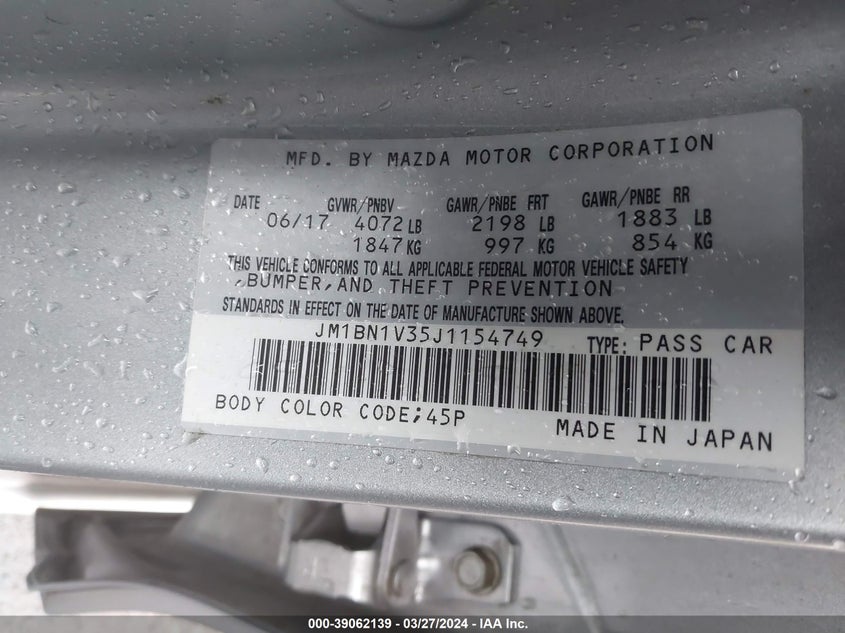 MFD. BY MAZDA MOTOR CORPORATION
DATE GVWR/PNBV GAWR/PNBE FRT GAWR/PNBE RR
06/17 4072 LB 2198 LB 1883 LB
1847 KG 997 KG 854 KG
THIS VEHICLE CONFORMS TO ALL APPLICABLE FEDERAL MOTOR VEHICLE SAFETY
,BUMPER,AND THEFT PREVENTION
STANDARDS IN EFFECT ON THE DATE OF MANUFACTURE SHOWN ABOVE.
JM1BN1V35J1154749 TYPE: PASS CAR
BODY COLOR CODE;45P
MADE IN JAPAN
000-39062139 - 03/27/2024 - IAA Inc.